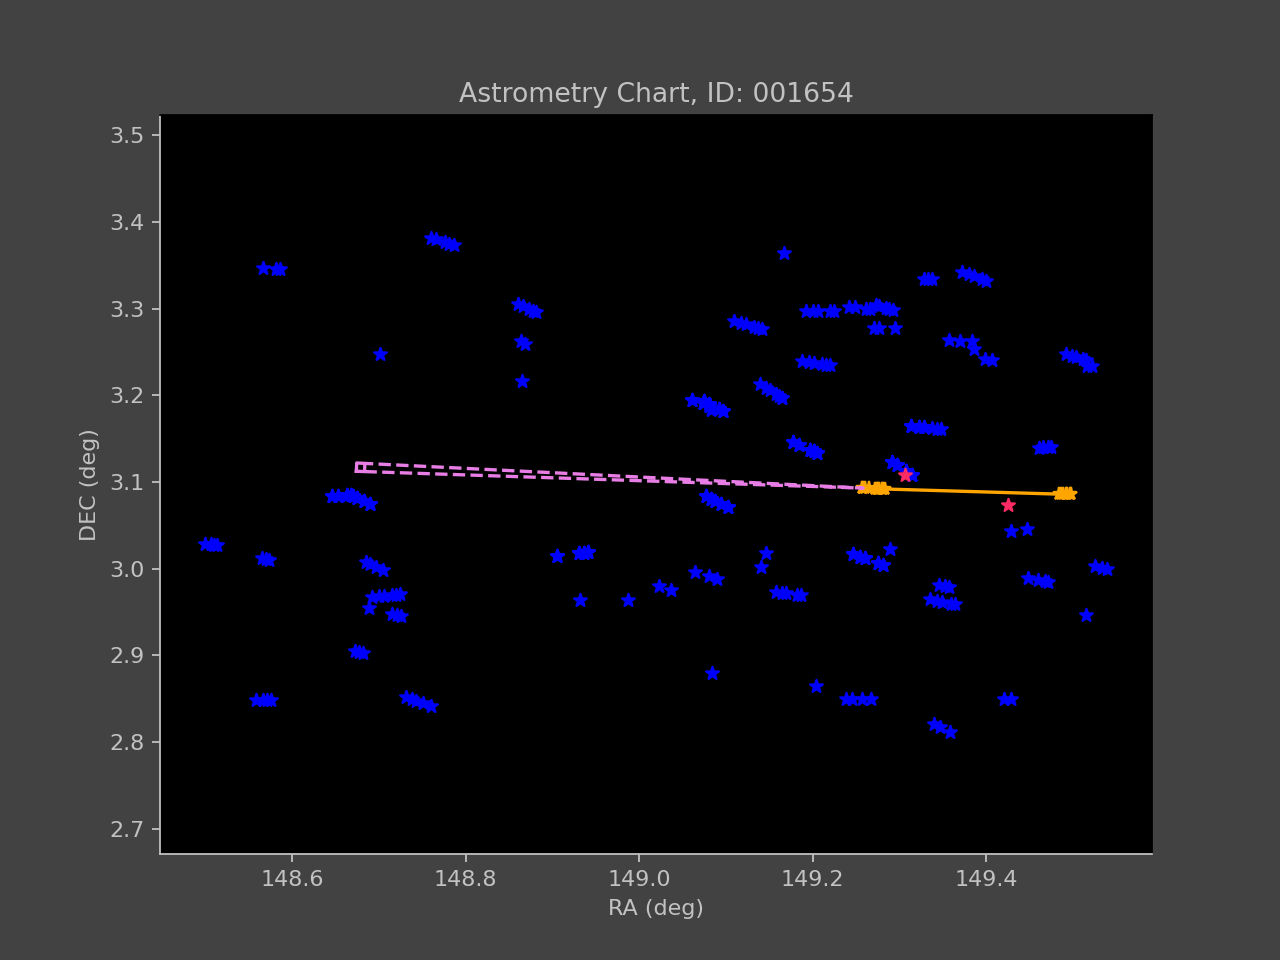 Astrometry Chart, ID: 001654
3.5
3.4
3.3
3.2
3.1
3.0
2.9
2.8
2.7
DEC (deg)
148.6 148.8 149.0 149.2 149.4
RA (deg)